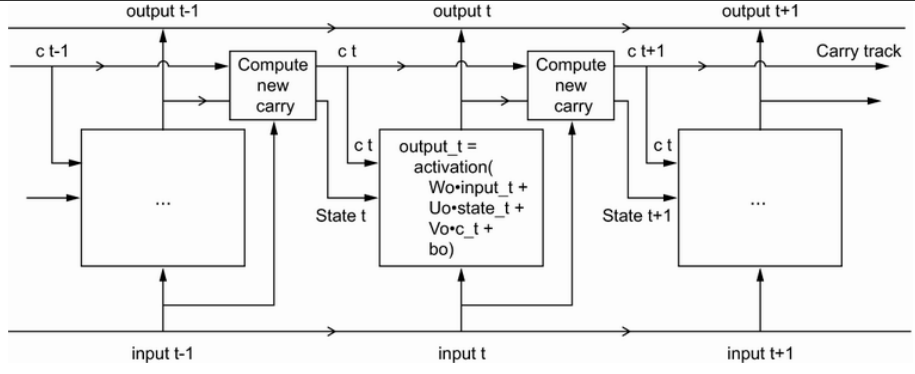 output t-1
output t
output t+1
c t-1
c t
c t+1
Carry track
Compute
new
carry
Compute
new
carry
c t
c t
...
output_t =
activation(
Wo•input_t +
Uo•state_t +
Vo•c_t +
bo)
...
State t
State t+1
input t-1
input t
input t+1